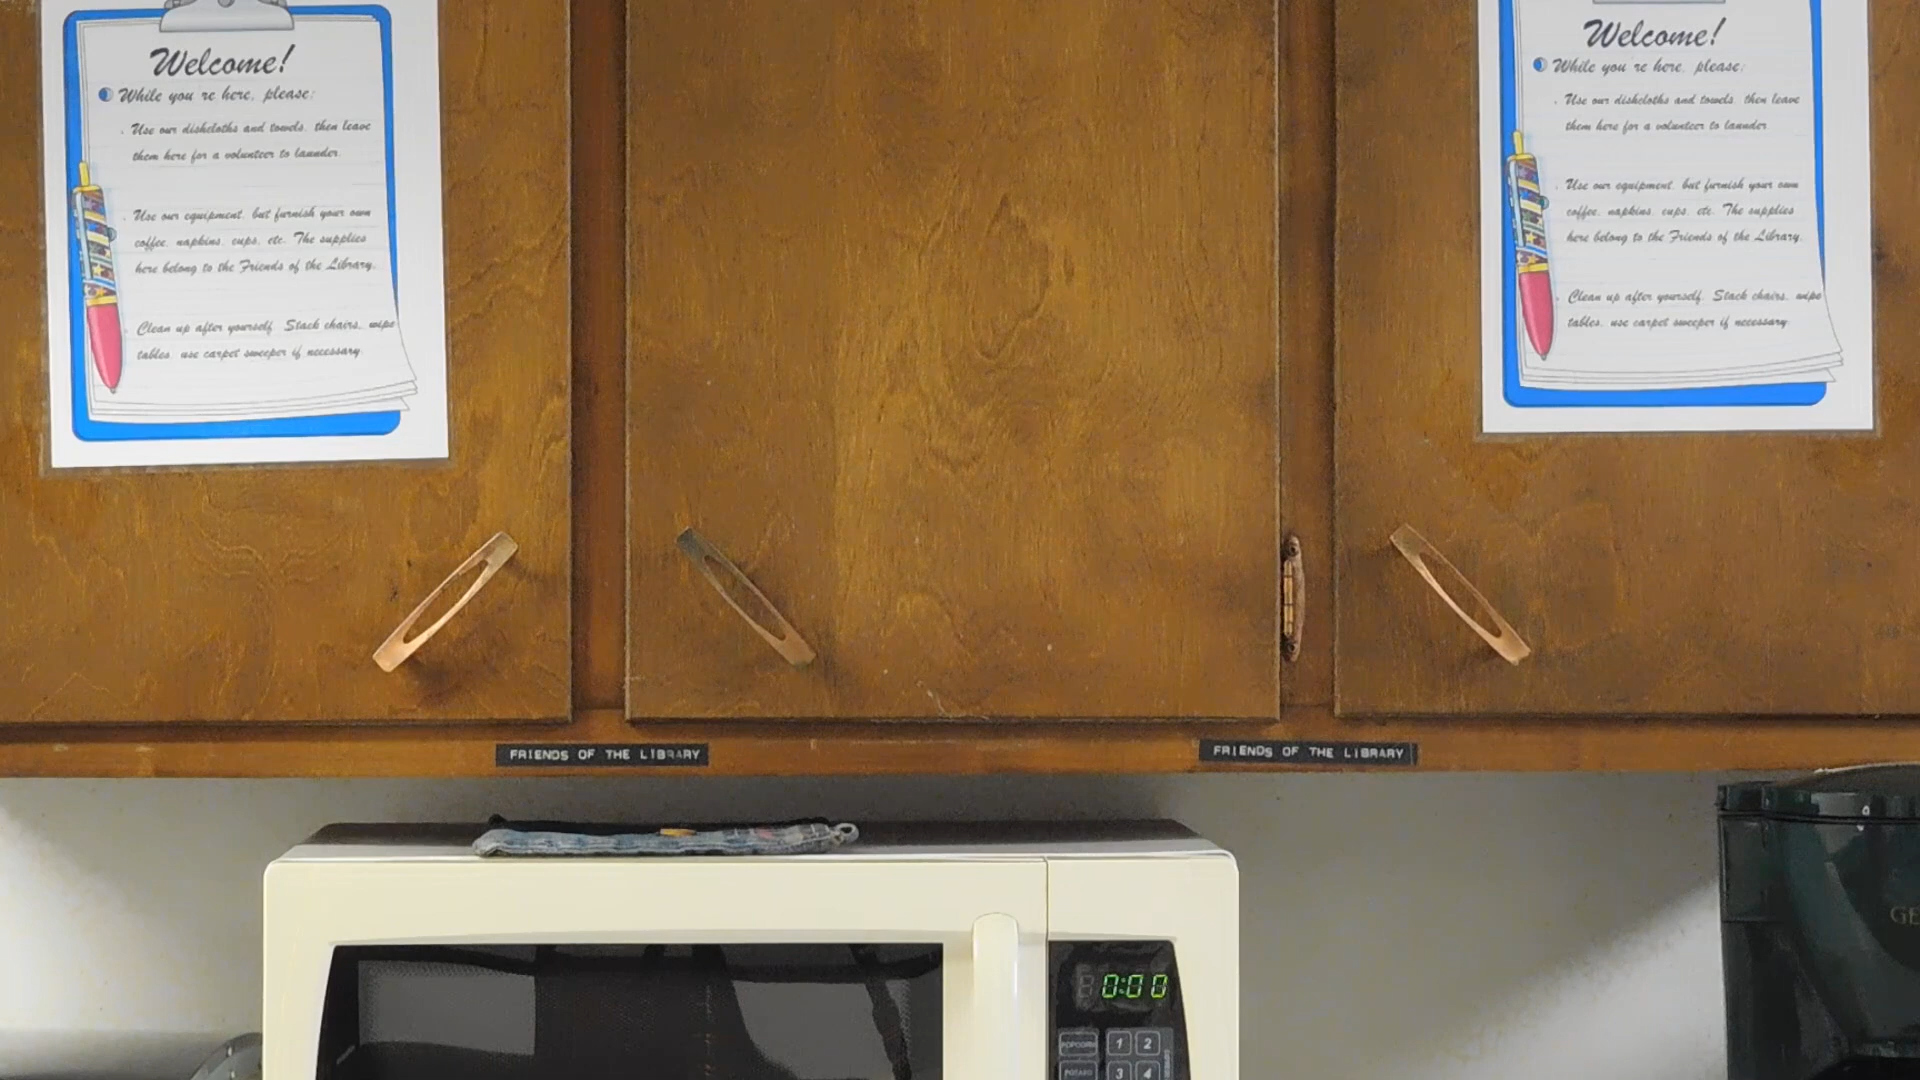 Welcome!
While you re here, please:
Use our dishcloths and towels, then leave
them here for a volunteer to launder.
Use our equipment, but furnish your own
coffee, napkins, cups, etc. The supplies
here belong to the Friends of the Library.
Clean up after yourself. Stack chairs, wipe
tables, use carpet sweeper if necessary.
Welcome!
While you re here, please:
Use our dishcloths and towels, then leave
them here for a volunteer to launder.
Use our equipment, but furnish your own
coffee, napkins, cups, etc. The supplies
here belong to the Friends of the Library.
Clean up after yourself. Stack chairs, wipe
tables, use carpet sweeper if necessary.
FRIENDS OF THE LIBRARY
FRIENDS OF THE LIBRARY
GE
0:00
POPCORN 1 2
POTATO 3 4